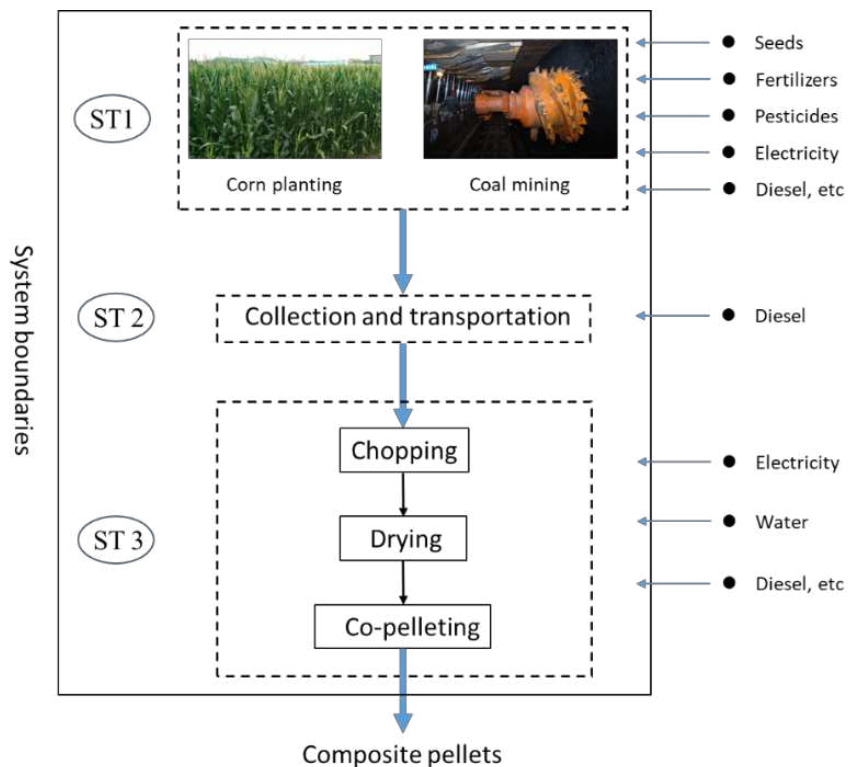 System boundaries
ST1
Corn planting
Coal mining
Seeds
Fertilizers
Pesticides
Electricity
Diesel, etc
ST 2
Collection and transportation
Diesel
ST 3
Chopping
Drying
Co-pelleting
Electricity
Water
Diesel, etc
Composite pellets